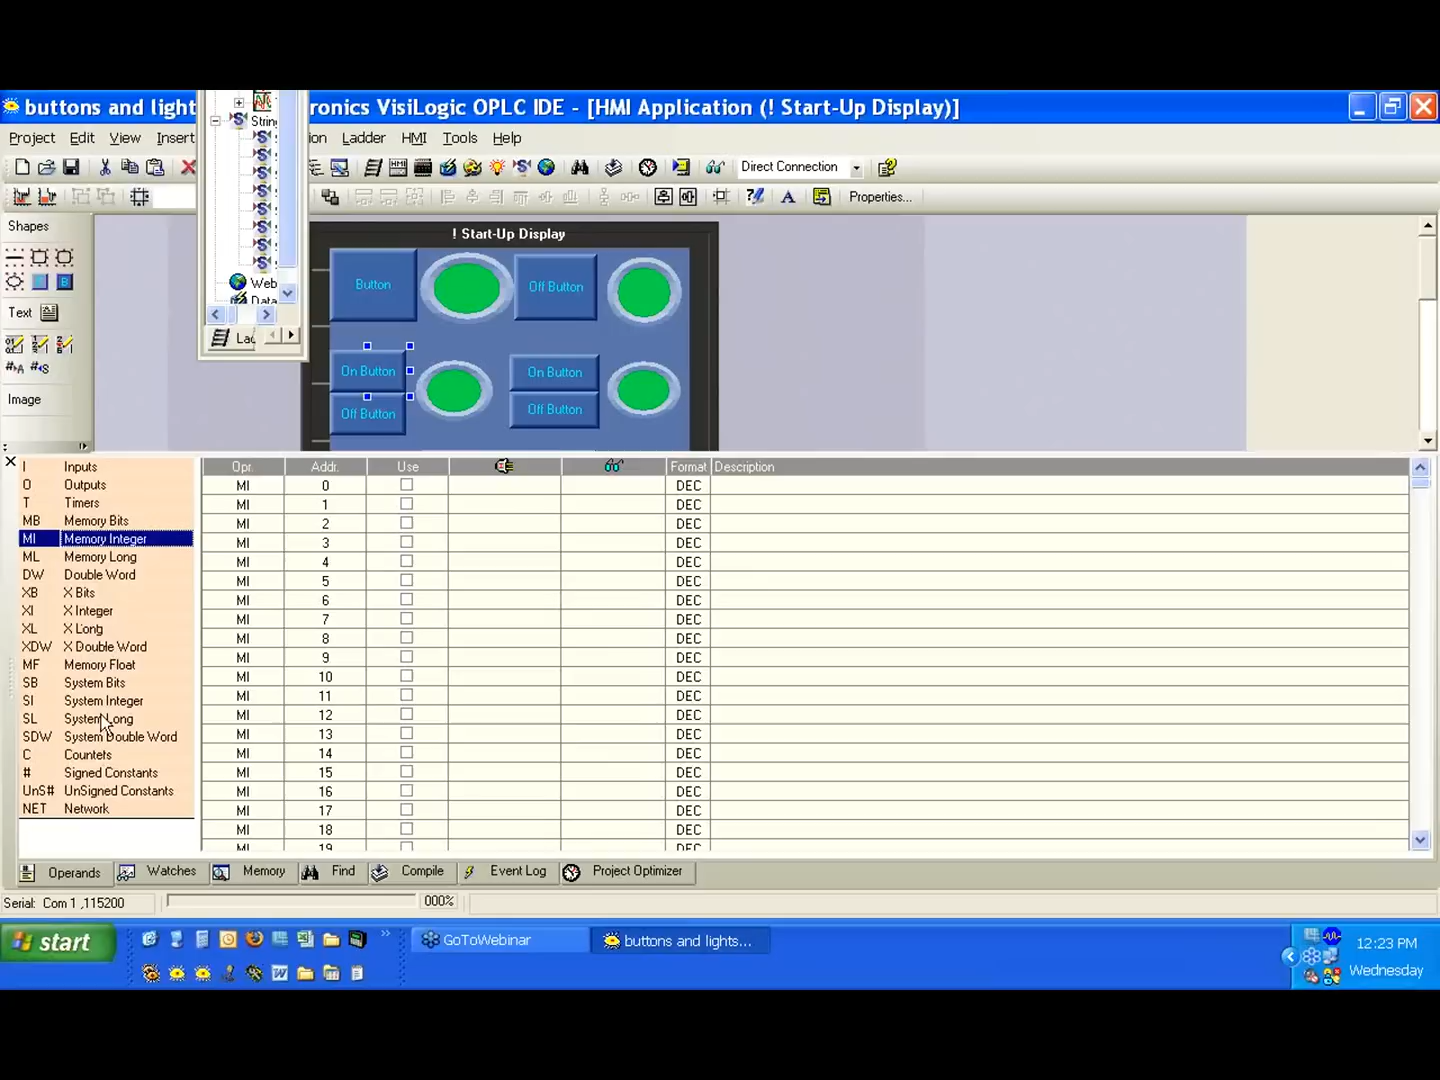 buttons and light
ronics VisiLogic OPLC IDE - [HMI Application (! Start-Up Display)]
Project Edit View Insert
ion Ladder HMI Tools Help
Direct Connection
Properties...
Shapes
Text
Image
Web
! Start-Up Display
Button
Off Button
On Button
Off Button
On Button
Off Button
I Inputs
O Outputs
T Timers
MB Memory Bits
MI Memory Integer
ML Memory Long
DW Double Word
XB X Bits
XI X Integer
XL X Long
XDW X Double Word
MF Memory Float
SB System Bits
SI System Integer
SL System Long
SDW System Double Word
C Counters
# Signed Constants
UnS# UnSigned Constants
NET Network
Opr. Addr. Use Format Description
MI 0 DEC
MI 1 DEC
MI 2 DEC
MI 3 DEC
MI 4 DEC
MI 5 DEC
MI 6 DEC
MI 7 DEC
MI 8 DEC
MI 9 DEC
MI 10 DEC
MI 11 DEC
MI 12 DEC
MI 13 DEC
MI 14 DEC
MI 15 DEC
MI 16 DEC
MI 17 DEC
MI 18 DEC
MI 19 DEC
Operands Watches Memory Find Compile Event Log Project Optimizer
Serial: Com 1 ,115200 000%
start GoToWebinar buttons and lights...
12:23 PM
Wednesday